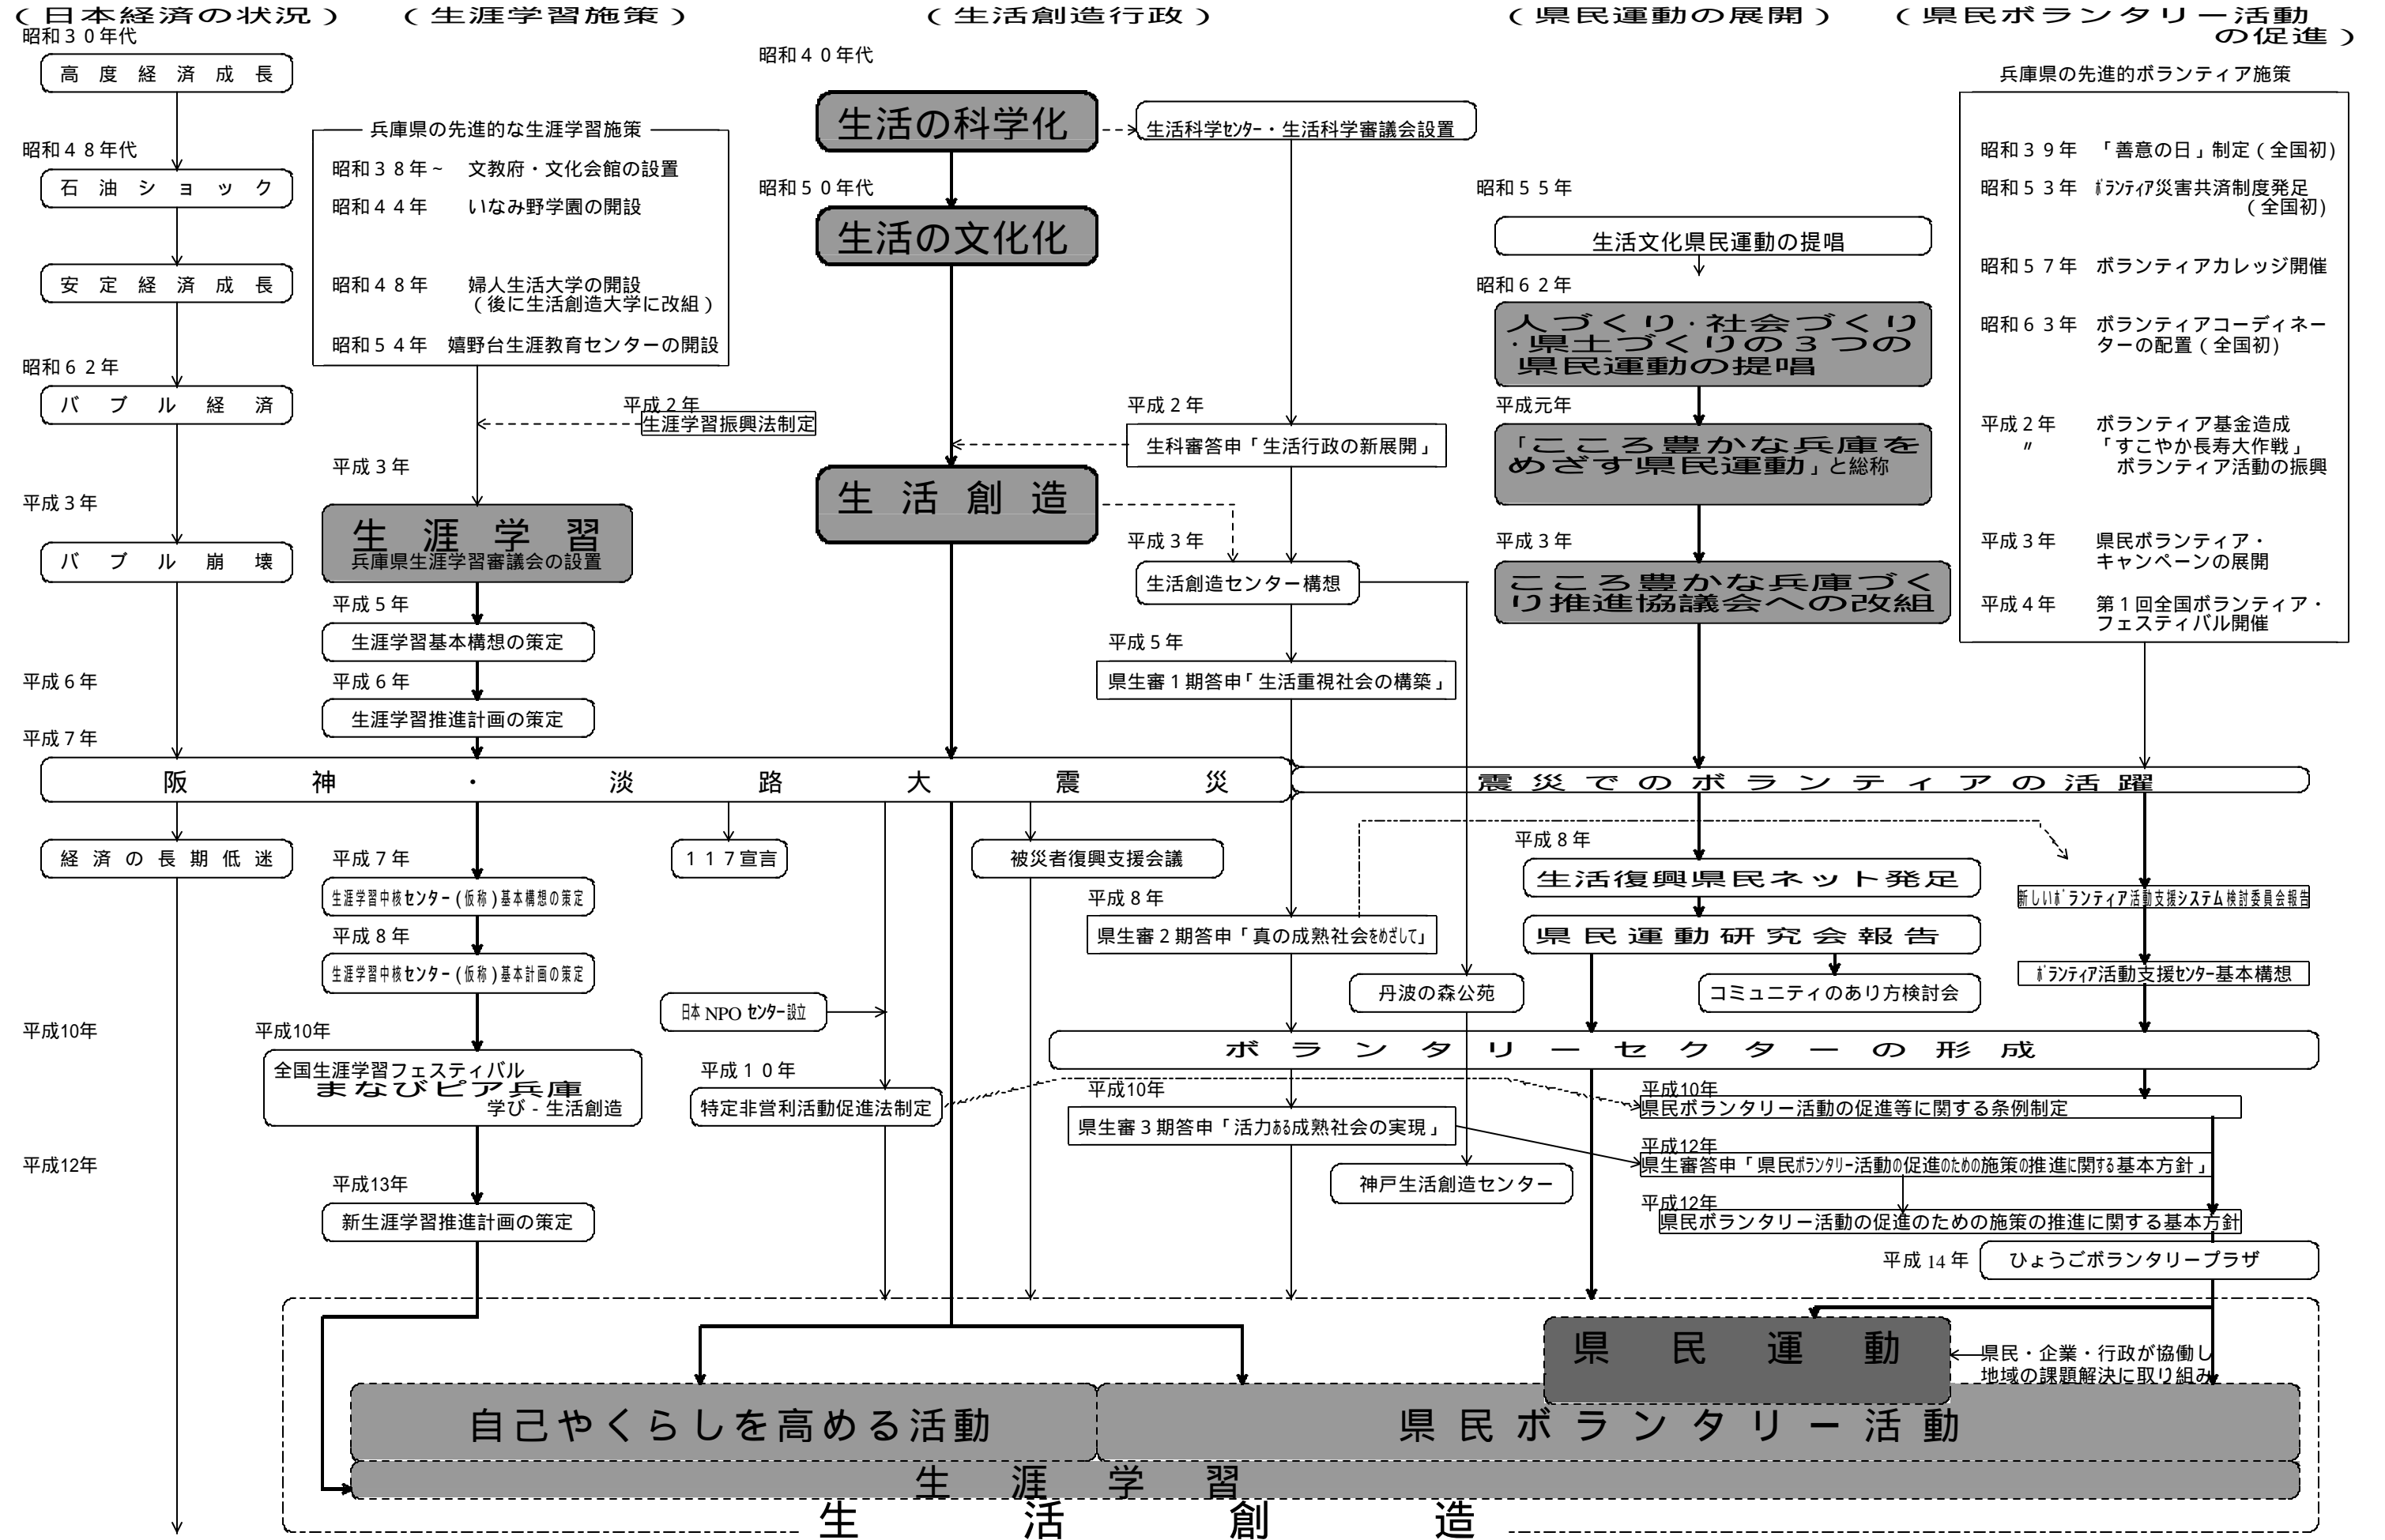 （日本経済の状況）
昭和３０年代
高度経済成長
昭和４８年代
石油ショック
安定経済成長
昭和６２年
バブル経済
平成３年
バブル崩壊
平成６年
平成７年
（生涯学習施策）
兵庫県の先進的な生涯学習施策
昭和３８年~　文教府・文化会館の設置
昭和４４年　いなみ野学園の開設
昭和４８年　婦人生活大学の開設
（後に生活創造大学に改組）
昭和５４年　嬉野台生涯教育センターの開設
平成２年
生涯学習振興法制定
平成３年
生涯学習
兵庫県生涯学習審議会の設置
平成５年
生涯学習基本構想の策定
平成６年
生涯学習推進計画の策定
（生活創造行政）
昭和４０年代
生活の科学化
生活科学ｾﾝﾀｰ・生活科学審議会設置
昭和５０年代
生活の文化化
平成２年
生科審答申「生活行政の新展開」
生活創造
平成３年
生活創造センター構想
平成５年
県生審１期答申「生活重視社会の構築」
（県民運動の展開）
昭和５５年
生活文化県民運動の提唱
昭和６２年
人づくり・社会づくり
・県土づくりの３つの
県民運動の提唱
平成元年
「こころ豊かな兵庫を
めざす県民運動」と総称
平成３年
こころ豊かな兵庫づく
り推進協議会への改組
（県民ボランタリー活動
の促進）
兵庫県の先進的ボランティア施策
昭和３９年　「善意の日」制定（全国初）
昭和５３年　ﾎﾞﾗﾝﾃｨｱ災害共済制度発足
（全国初）
昭和５７年　ボランティアカレッジ開催
昭和６３年　ボランティアコーディネー
ターの配置（全国初）
平成２年　ボランティア基金造成
〃　「すこやか長寿大作戦」
ボランティア活動の振興
平成３年　県民ボランティア・
キャンペーンの展開
平成４年　第１回全国ボランティア・
フェスティバル開催
阪神・淡路大震災
震災でのボランティアの活躍
経済の長期低迷
平成10年
平成12年
平成７年
生涯学習中核センター（仮称）基本構想の策定
平成８年
生涯学習中核センター（仮称）基本計画の策定
平成10年
全国生涯学習フェスティバル
まなびピア兵庫
学び‐生活創造
平成13年
新生涯学習推進計画の策定
１１７宣言
被災者復興支援会議
平成８年
県生審２期答申「真の成熟社会をめざして」
日本 NPO ｾﾝﾀｰ設立
丹波の森公苑
平成１０年
特定非営利活動促進法制定
平成８年
生活復興県民ネット発足
県民運動研究会報告
コミュニティのあり方検討会
新しいﾎﾞランティア活動支援システム検討委員会報告
ﾎﾞﾗﾝﾃｨｱ活動支援ｾﾝﾀｰ基本構想
ボランタリーセクターの形成
平成10年
県生審３期答申「活力ある成熟社会の実現」
神戸生活創造センター
平成10年
県民ボランタリー活動の促進等に関する条例制定
平成12年
県生審答申「県民ﾎﾞﾗﾝﾀﾘｰ活動の促進のための施策の推進に関する基本方針」
平成12年
県民ボランタリー活動の促進のための施策の推進に関する基本方針
平成 14 年
ひょうごボランタリープラザ
県民運動
県民・企業・行政が協働し
地域の課題解決に取り組み
自己やくらしを高める活動
県民ボランタリー活動
生涯学習
生活創造